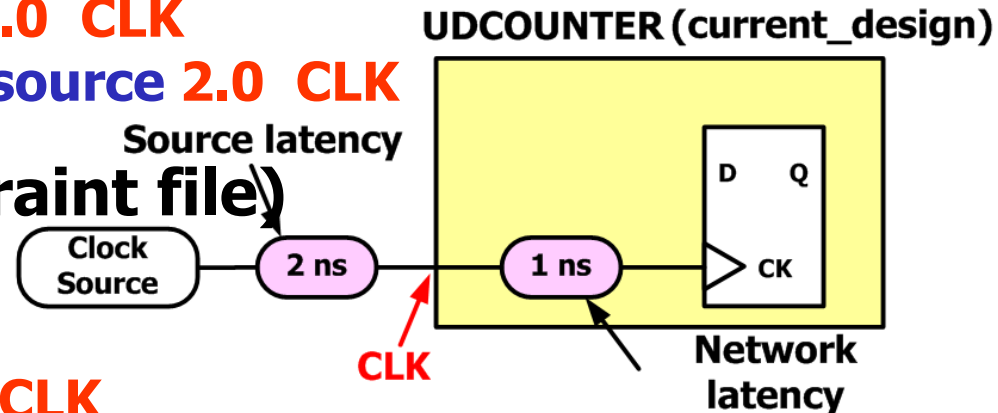 .0 CLK
UDCOUNTER (current_design)
source 2.0 CLK
Source latency
raint file)
D Q
Clock
Source
2 ns
1 ns
CK
CLK
Network
latency
CLK